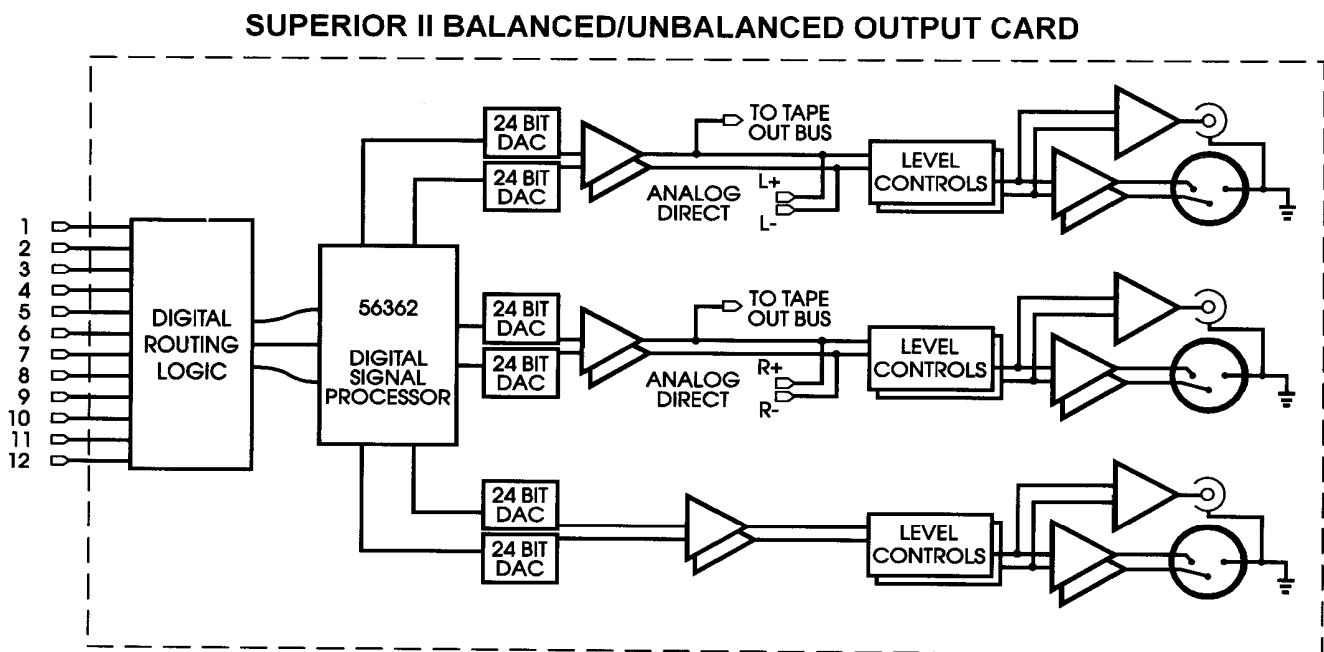 SUPERIOR II BALANCED/UNBALANCED OUTPUT CARD
1
2
3
4
5
6
7
8
9
10
11
12
DIGITAL
ROUTING
LOGIC
56362
DIGITAL
SIGNAL
PROCESSOR
24 BIT
DAC
24 BIT
DAC
TO TAPE
OUT BUS
ANALOG
DIRECT
L+
L-
LEVEL
CONTROLS
24 BIT
DAC
24 BIT
DAC
TO TAPE
OUT BUS
ANALOG
DIRECT
R+
R-
LEVEL
CONTROLS
24 BIT
DAC
24 BIT
DAC
LEVEL
CONTROLS